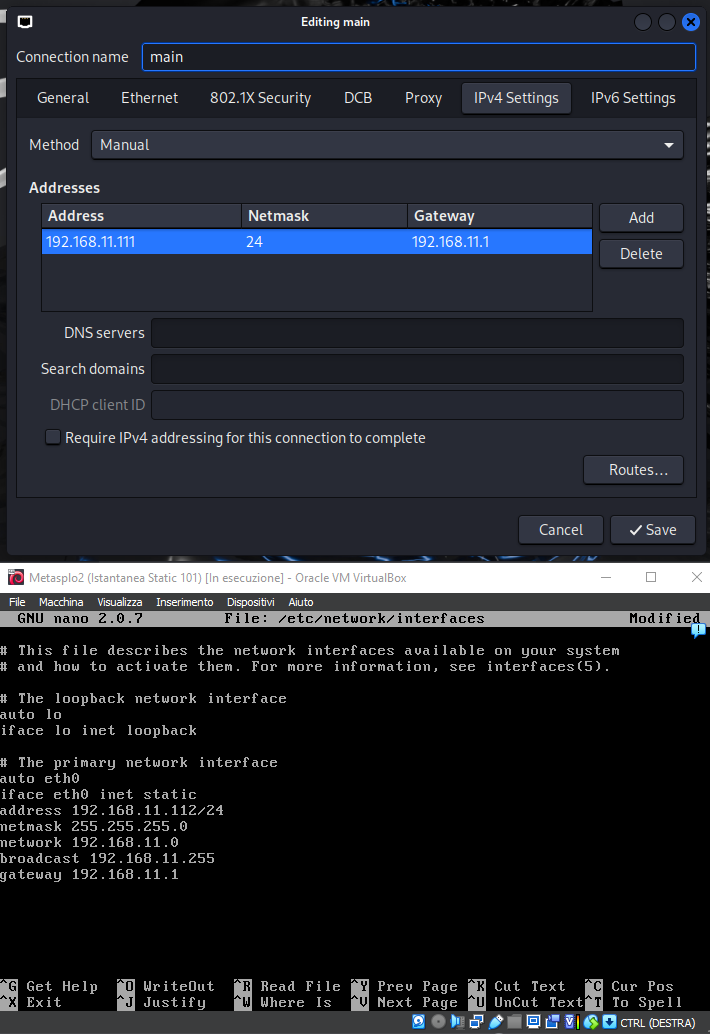 Editing main
Connection name main
General Ethernet 802.1X Security DCB Proxy IPv4 Settings IPv6 Settings
Method Manual
Addresses
Address Netmask Gateway
192.168.11.111 24 192.168.11.1
Add
Delete
DNS servers
Search domains
DHCP client ID
Require IPv4 addressing for this connection to complete
Routes...
Cancel Save
Metasplo2 (Istantanea Static 101) [In esecuzione] - Oracle VM VirtualBox
File Macchina Visualizza Inserimento Dispositivi Aiuto
GNU nano 2.0.7 File: /etc/network/interfaces Modified
# This file describes the network interfaces available on your system
# and how to activate them. For more information, see interfaces(5).
# The loopback network interface
auto lo
iface lo inet loopback
# The primary network interface
auto eth0
iface eth0 inet static
address 192.168.11.112/24
netmask 255.255.255.0
network 192.168.11.0
broadcast 192.168.11.255
gateway 192.168.11.1
^G Get Help ^O WriteOut ^R Read File ^Y Prev Page ^K Cut Text ^C Cur Pos
^X Exit ^J Justify ^W Where Is ^V Next Page ^U UnCut Text ^T To Spell
CTRL (DESTRA)